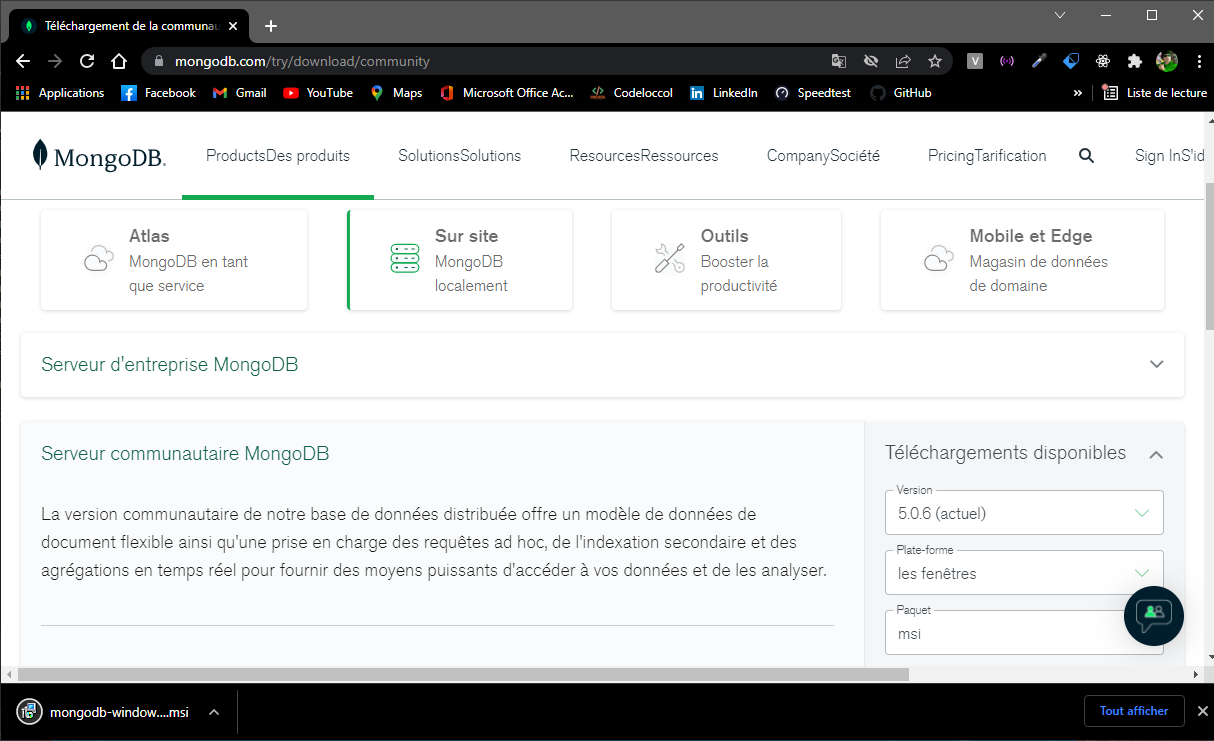 Téléchargement de la communau
mongodb.com/try/download/community
Applications Facebook Gmail YouTube Maps Microsoft Office Ac... Codeloccol LinkedIn Speedtest GitHub » Liste de lecture
MongoDB. ProductsDes produits SolutionsSolutions ResourcesRessources CompanySociété PricingTarification Sign InS'id
Atlas
MongoDB en tant
que service
Sur site
MongoDB
localement
Outils
Booster la
productivité
Mobile et Edge
Magasin de données
de domaine
Serveur d'entreprise MongoDB
Serveur communautaire MongoDB
La version communautaire de notre base de données distribuée offre un modèle de données de
document flexible ainsi qu'une prise en charge des requêtes ad hoc, de l'indexation secondaire et des
agrégations en temps réel pour fournir des moyens puissants d'accéder à vos données et de les analyser.
Téléchargements disponibles
Version
5.0.6 (actuel)
Plate-forme
les fenêtres
Paquet
msi
mongodb-window....msi
Tout afficher